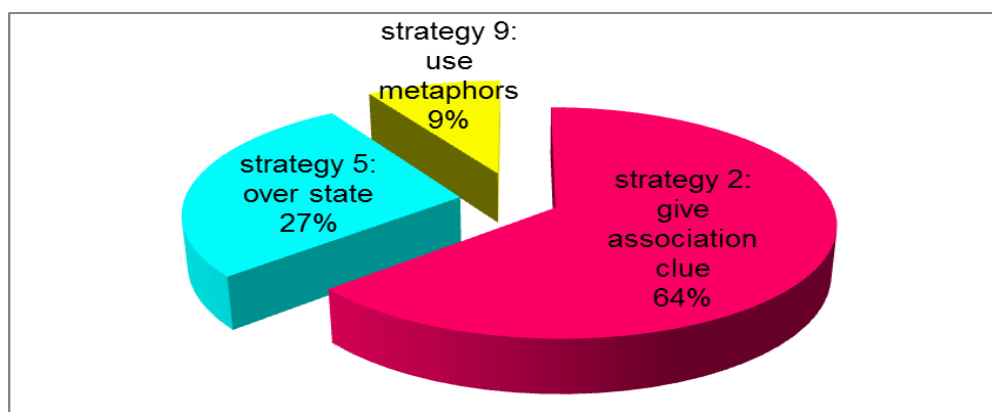 strategy 9:
use
metaphors
9%
strategy 5:
over state
27%
strategy 2:
give
association
clue
64%